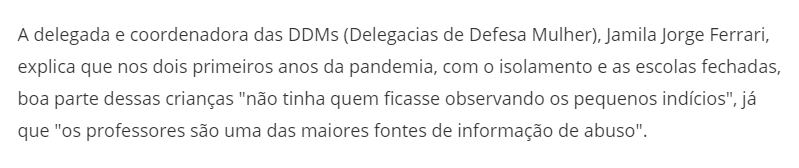 A delegada e coordenadora das DDMs (Delegacias de Defesa Mulher), Jamila Jorge Ferrari,
explica que nos dois primeiros anos da pandemia, com o isolamento e as escolas fechadas,
boa parte dessas crianças "não tinha quem ficasse observando os pequenos indícios", já
que "os professores são uma das maiores fontes de informação de abuso".